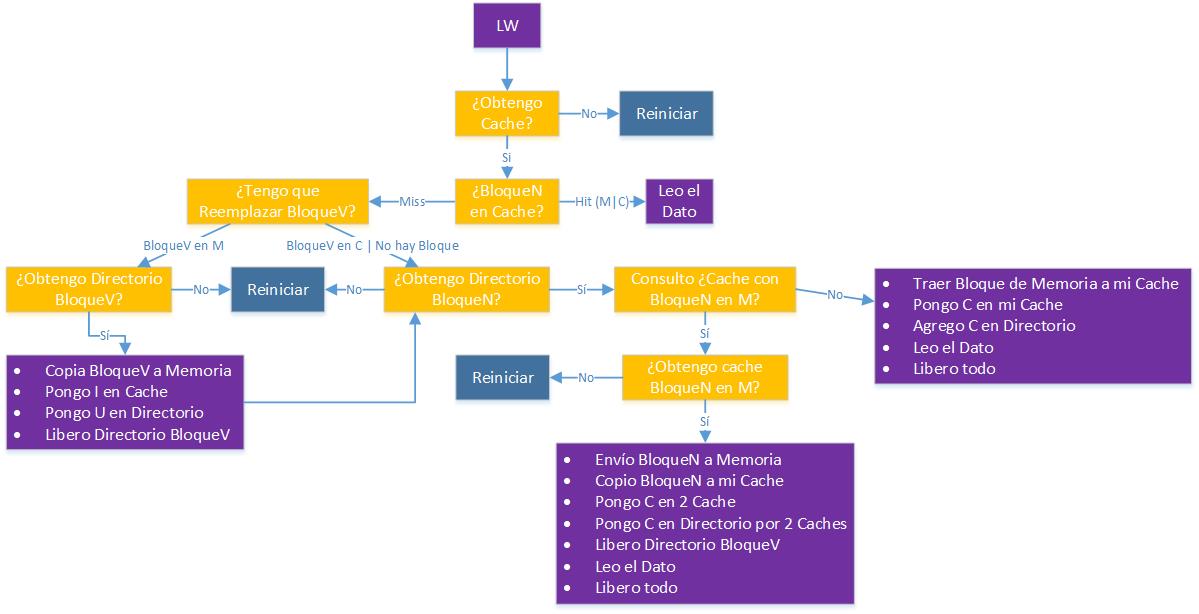 LW
¿Obtengo
Cache?
No
Reiniciar
Si
¿Tengo que
Reemplazar BloqueV?
Miss
¿BloqueN
en Cache?
Hit (M|C)
Leo el
Dato
BloqueV en M
BloqueV en C | No hay Bloque
¿Obtengo Directorio
BloqueV?
No
Reiniciar
No
¿Obtengo Directorio
BloqueN?
Sí
Consulto ¿Cache con
BloqueN en M?
No
• Traer Bloque de Memoria a mi Cache
• Pongo C en mi Cache
• Agrego C en Directorio
• Leo el Dato
• Libero todo
Sí
Sí
• Copia BloqueV a Memoria
• Pongo I en Cache
• Pongo U en Directorio
• Libero Directorio BloqueV
Reiniciar
No
¿Obtengo cache
BloqueN en M?
Sí
• Envío BloqueN a Memoria
• Copio BloqueN a mi Cache
• Pongo C en 2 Cache
• Pongo C en Directorio por 2 Caches
• Libero Directorio BloqueV
• Leo el Dato
• Libero todo